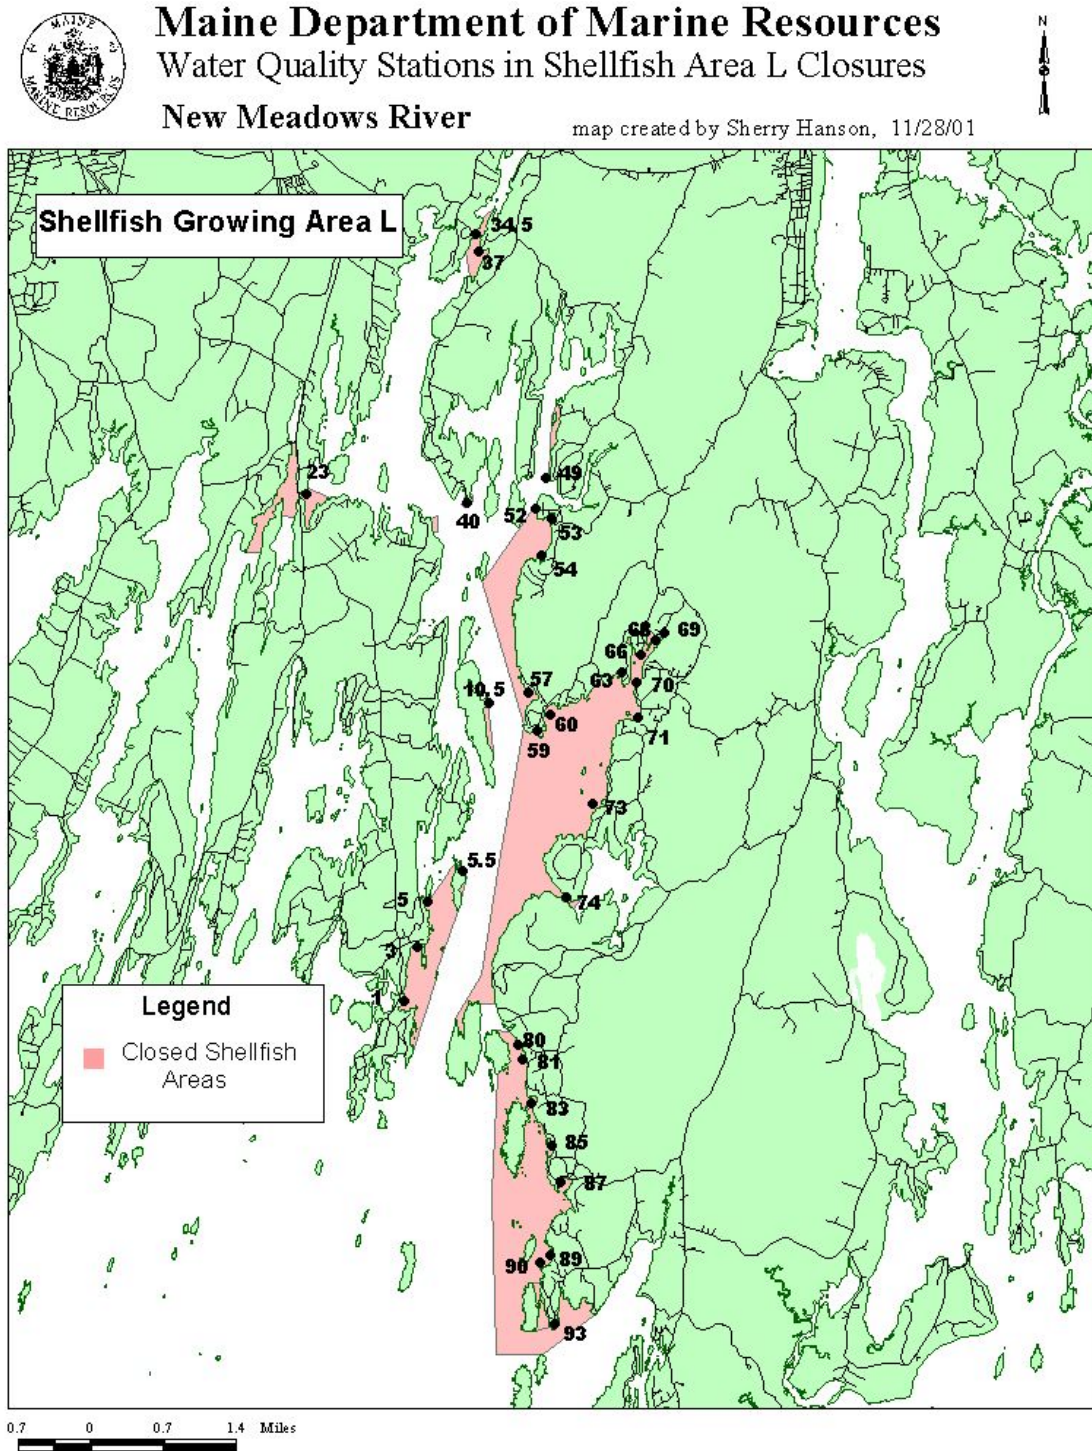 MAINE
MARINE RESOURCES
Maine Department of Marine Resources
Water Quality Stations in Shellfish Area L Closures
New Meadows River
map created by Sherry Hanson, 11/28/01
N
Shellfish Growing Area L
34.5
37
23
49
40
52
53
54
68
69
66
63
70
57
10.5
60
71
59
73
5.5
5
74
3
1
Legend
Closed Shellfish
Areas
80
81
83
85
87
89
90
93
0.7 0 0.7 1.4 Miles